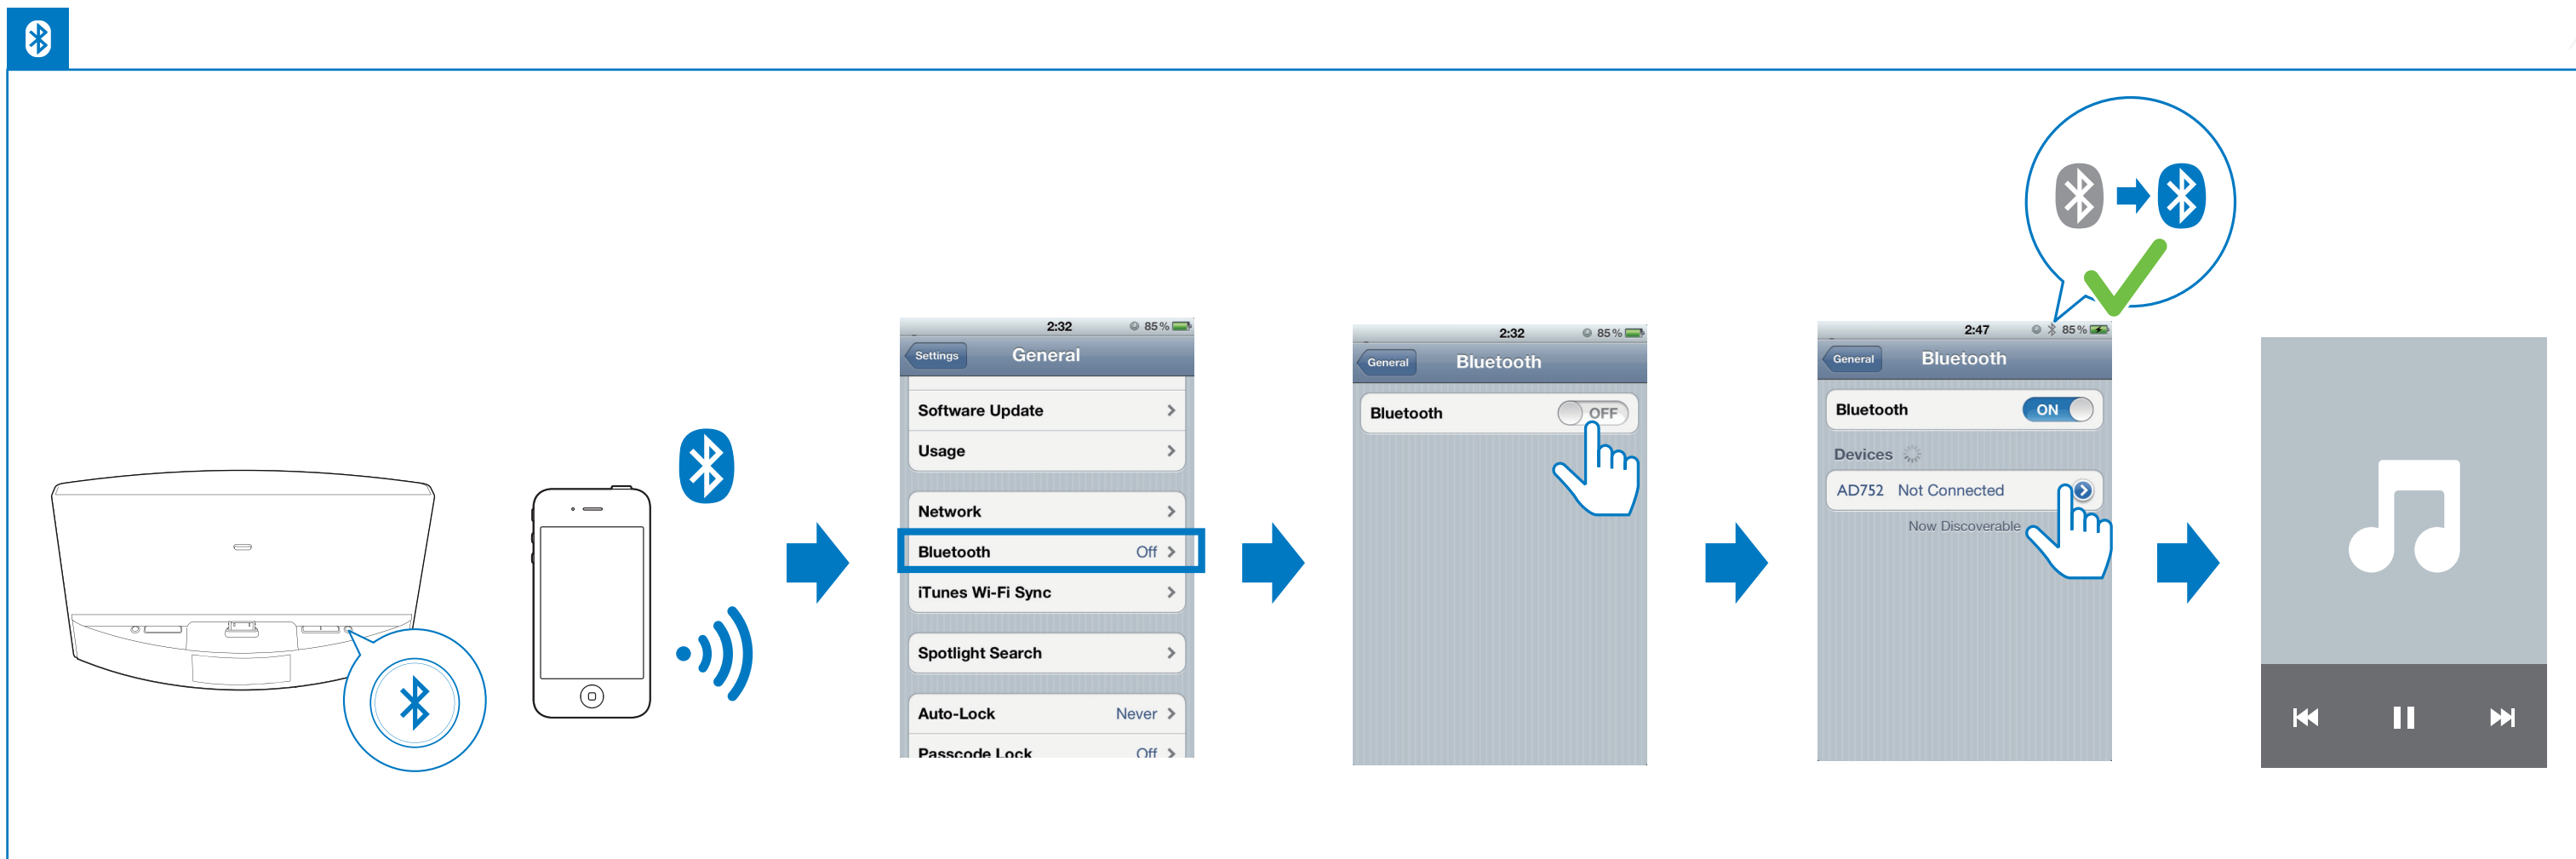 2:32 85%
Settings General
Software Update
Usage
Network
Bluetooth Off
iTunes Wi-Fi Sync
Spotlight Search
Auto-Lock Never
Passcode Lock Off
2:32 85%
General Bluetooth
Bluetooth OFF
2:47 85%
General Bluetooth
Bluetooth ON
Devices
AD752 Not Connected
Now Discoverable